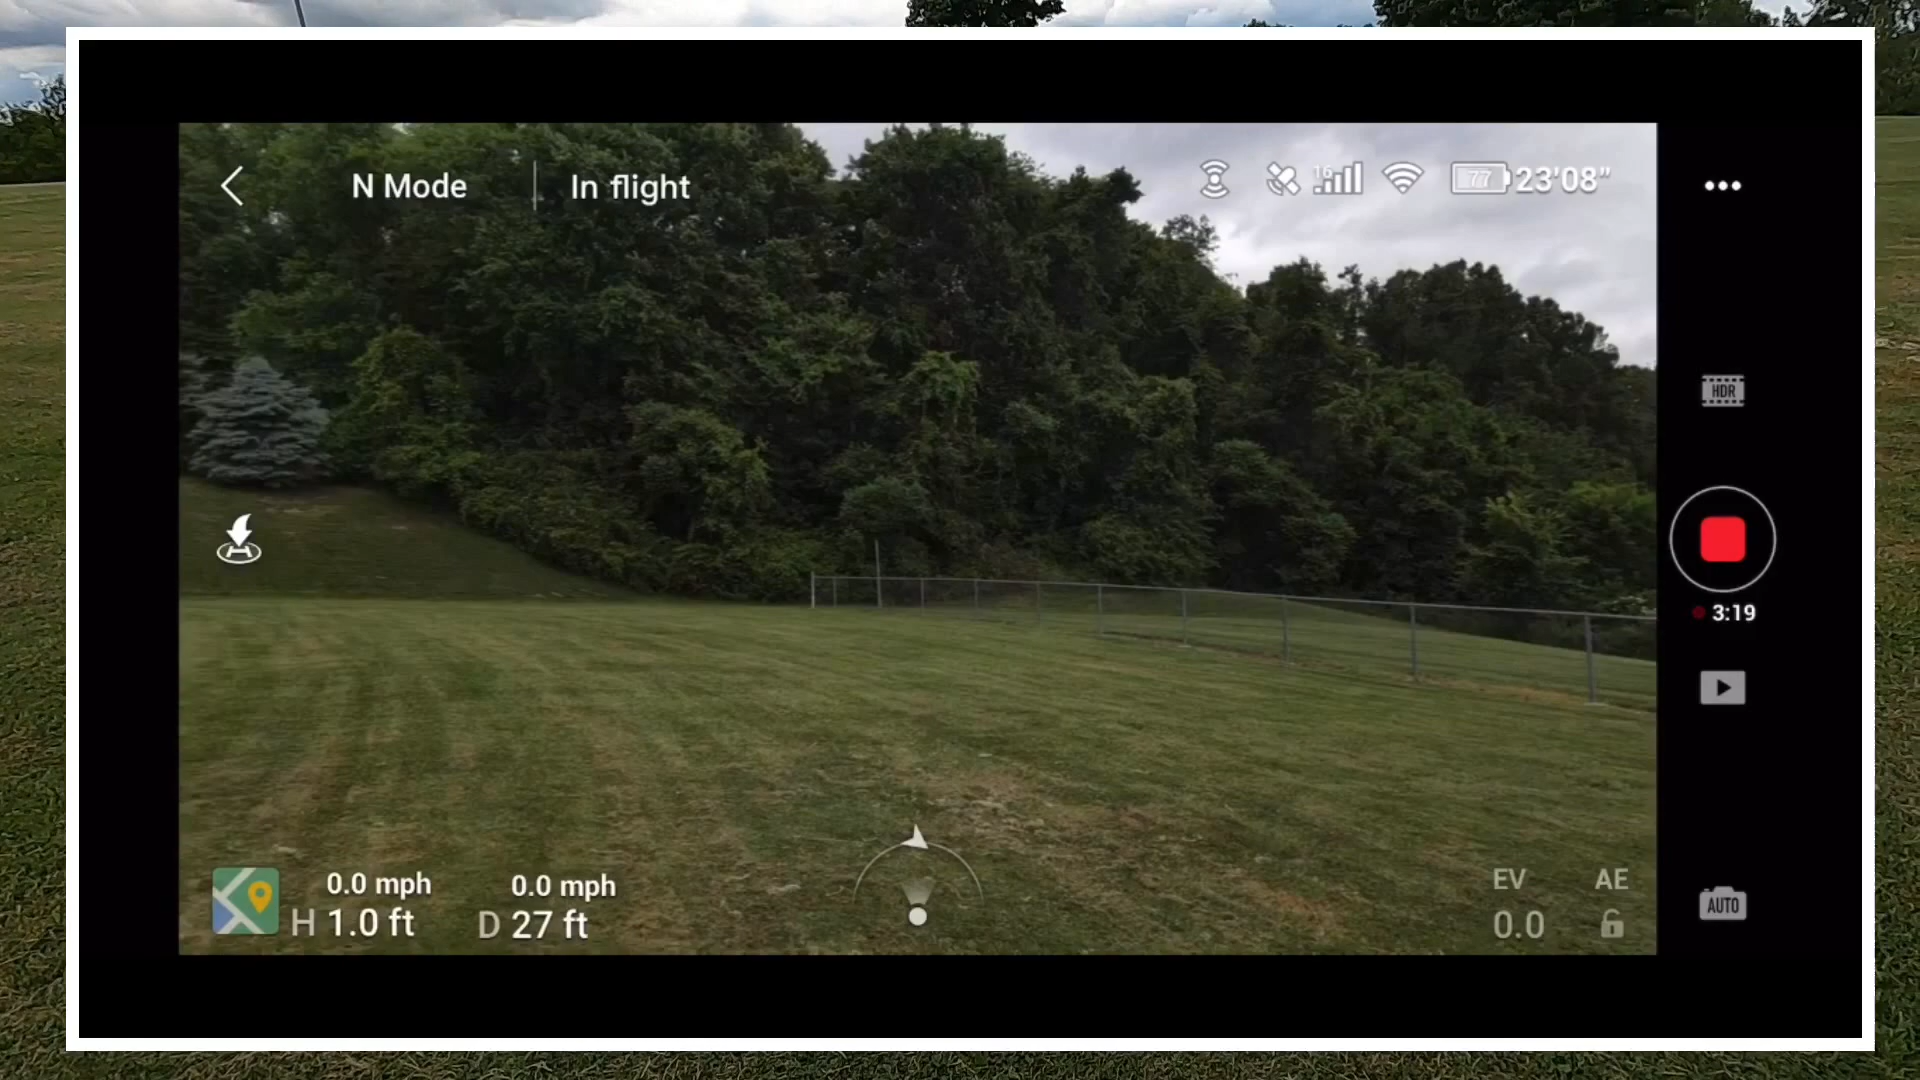 N Mode | In flight
16
77 23'08"
HDR
3:19
0.0 mph 0.0 mph
H 1.0 ft D 27 ft
EV AE
0.0
AUTO